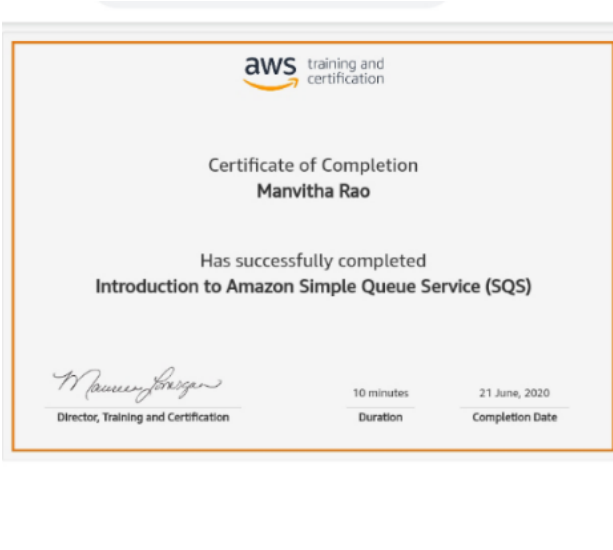 aws training and
certification
Certificate of Completion
Manvitha Rao
Has successfully completed
Introduction to Amazon Simple Queue Service (SQS)
10 minutes
21 June, 2020
Director, Training and Certification
Duration
Completion Date